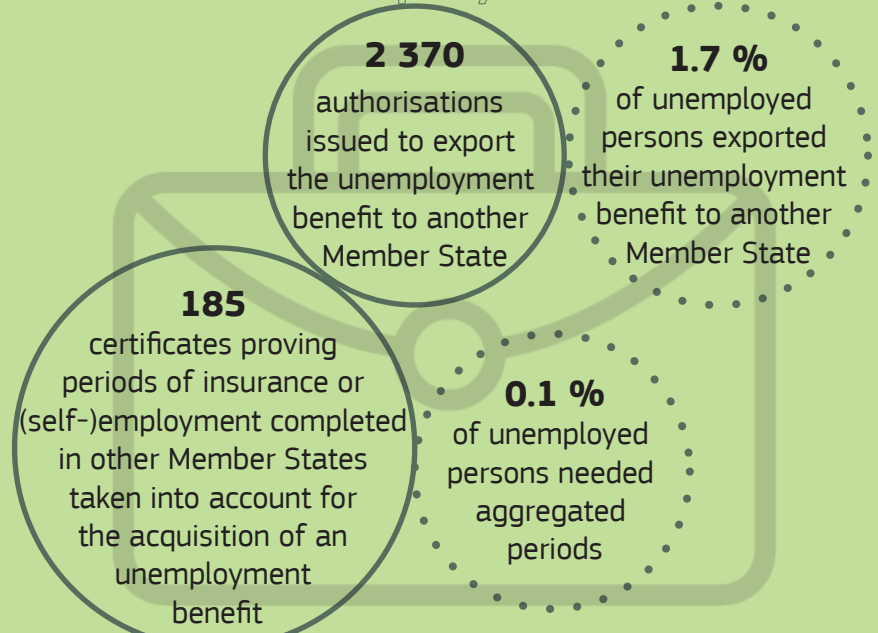 2 370
authorisations
issued to export
the unemployment
benefit to another
Member State
1.7 %
of unemployed
persons exported
their unemployment
benefit to another
Member State
185
certificates proving
periods of insurance or
(self-)employment completed
in other Member States
taken into account for
the acquisition of an
unemployment
benefit
0.1 %
of unemployed
persons needed
aggregated
periods